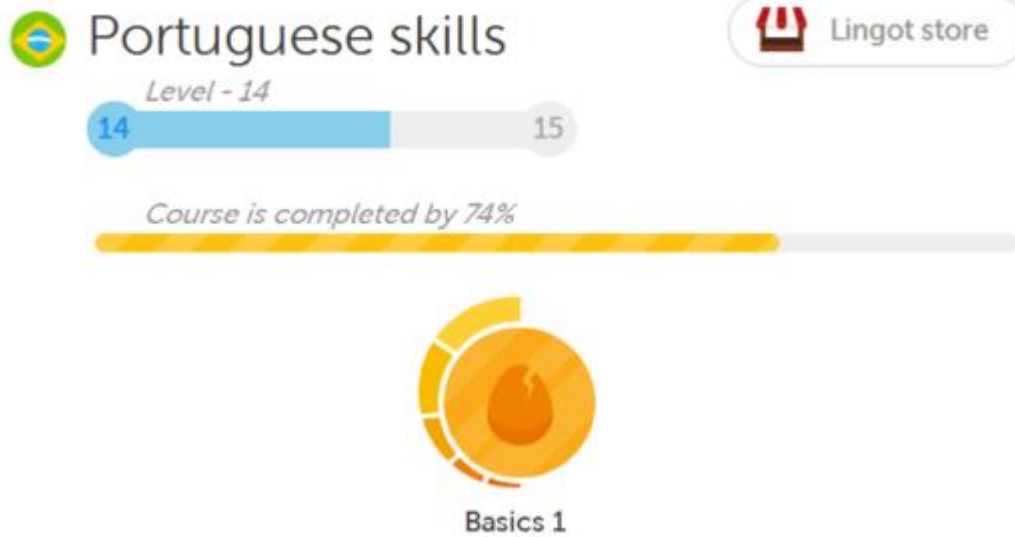 Portuguese skills
Lingot store
Level - 14
14
15
Course is completed by 74%
Basics 1